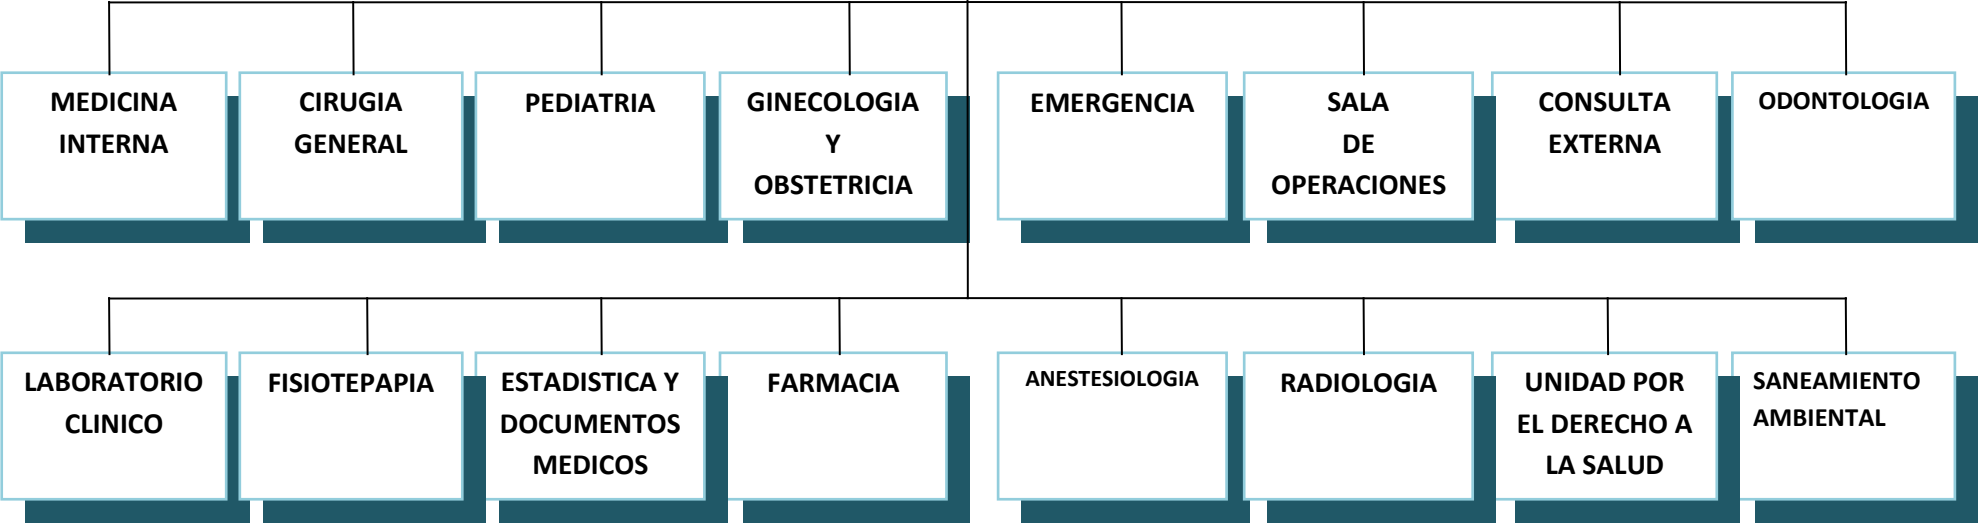 MEDICINA
INTERNA
CIRUGIA
GENERAL
PEDIATRIA
GINECOLOGIA
Y
OBSTETRICIA
EMERGENCIA
SALA
DE
OPERACIONES
CONSULTA
EXTERNA
ODONTOLOGIA
LABORATORIO
CLINICO
FISIOTEPAPIA
ESTADISTICA Y
DOCUMENTOS
MEDICOS
FARMACIA
ANESTESIOLOGIA
RADIOLOGIA
UNIDAD POR
EL DERECHO A
LA SALUD
SANEAMIENTO
AMBIENTAL